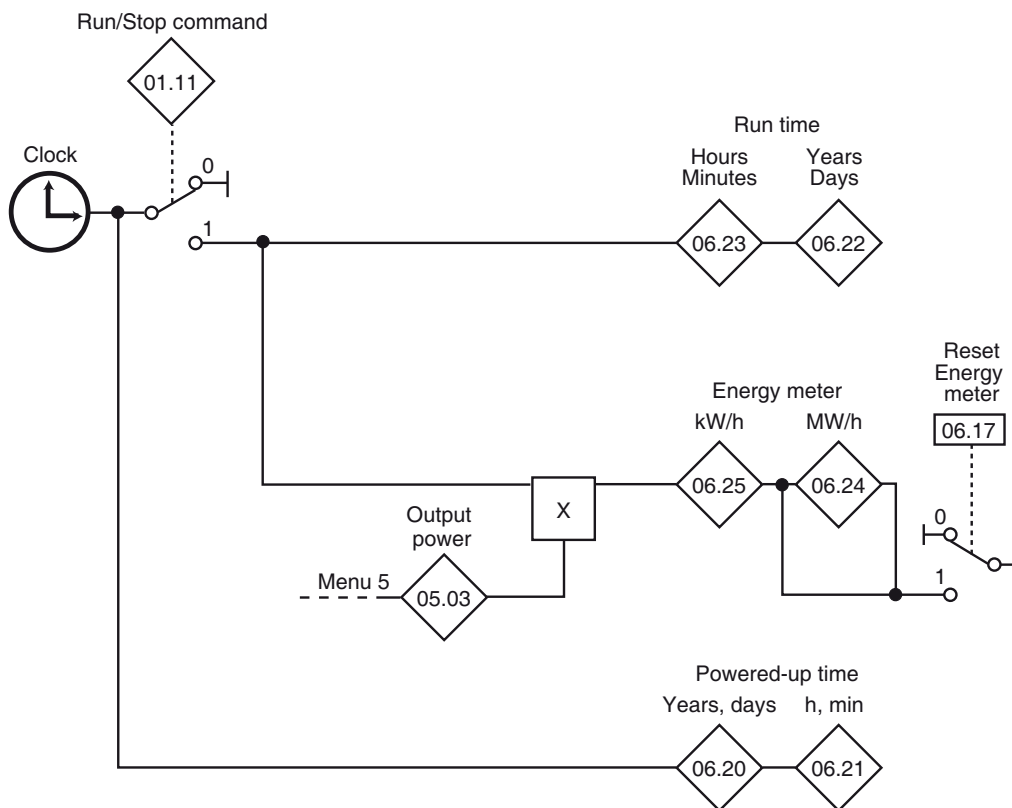 Run/Stop command
01.11
Clock
0
1
Run time
Hours
Minutes
Years
Days
06.23
06.22
Reset
Energy
meter
06.17
Energy meter
kW/h
MW/h
06.25
06.24
X
Output
power
Menu 5
05.03
0
1
Powered-up time
Years, days
h, min
06.20
06.21